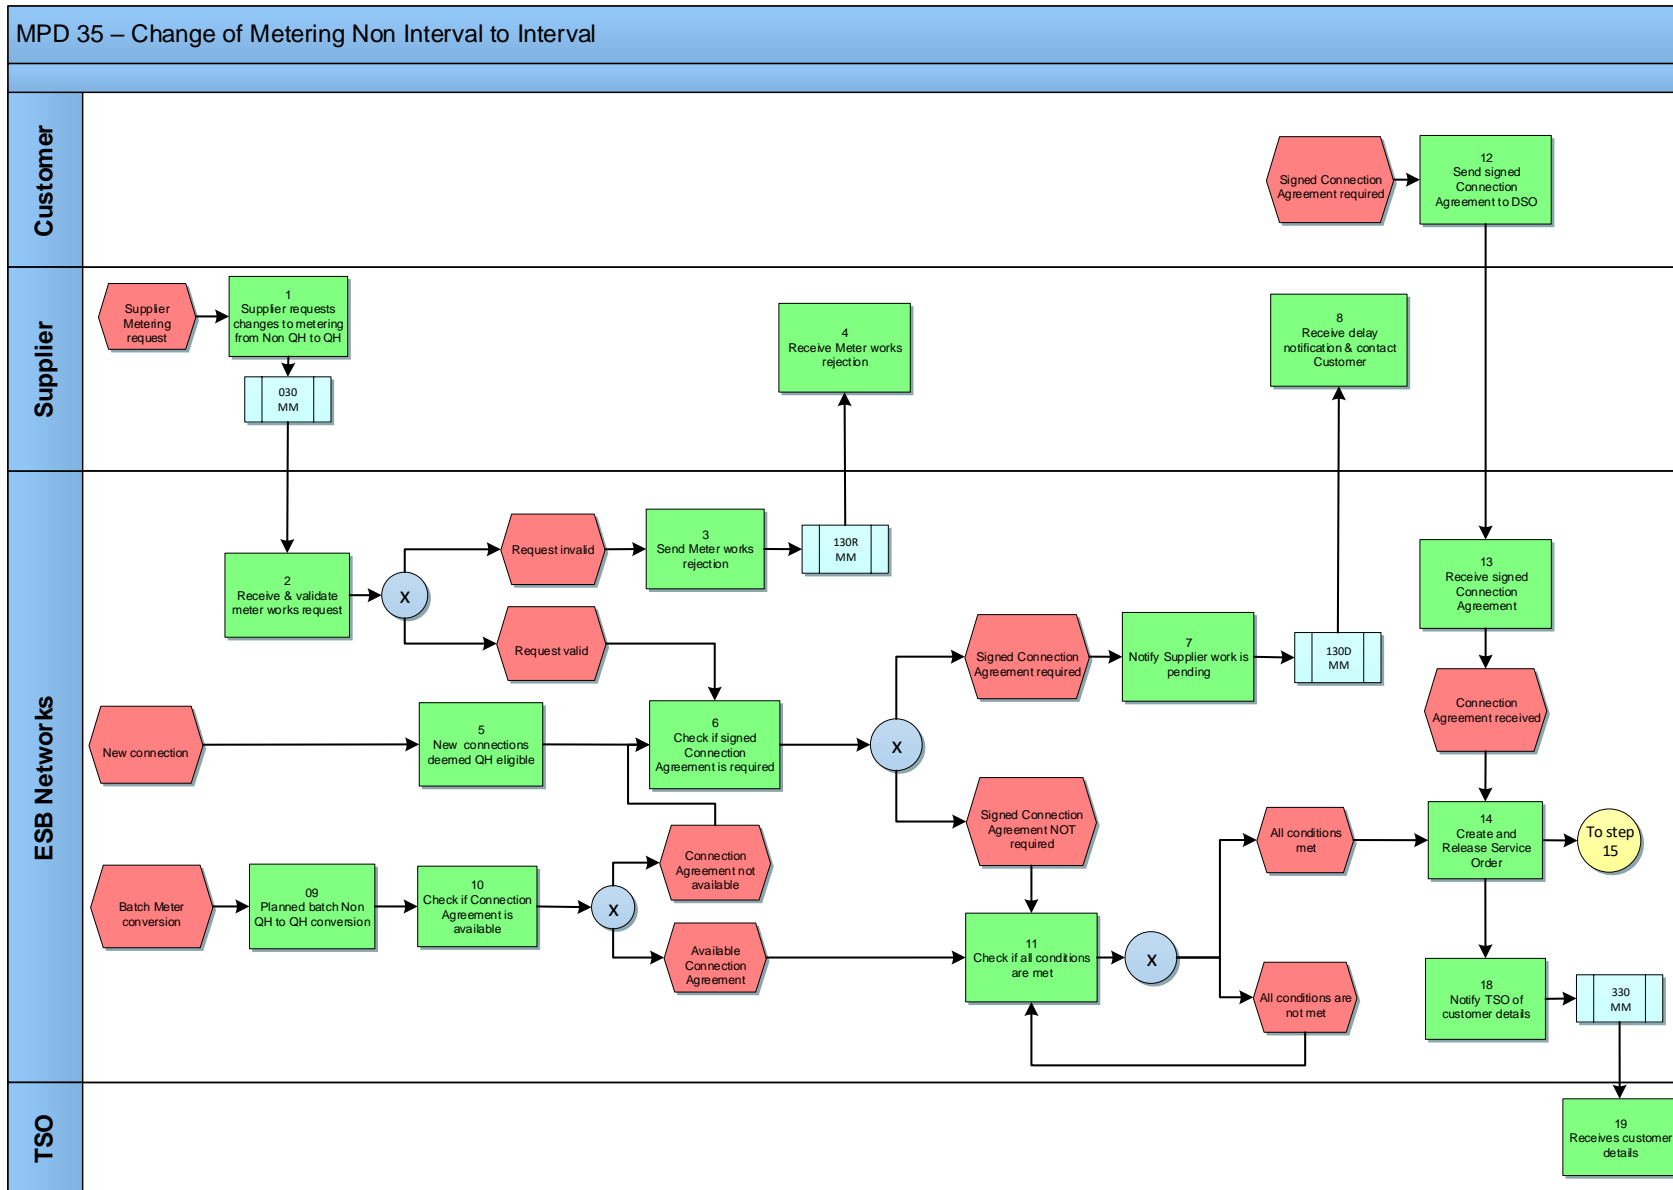 MPD 35 – Change of Metering Non Interval to Interval
Customer
Signed Connection
Agreement required
12
Send signed
Connection
Agreement to DSO
Supplier
Supplier
Metering
request
1
Supplier requests
changes to metering
from Non QH to QH
030
MM
4
Receive Meter works
rejection
8
Receive delay
notification & contact
Customer
ESB Networks
2
Receive & validate
meter works request
X
Request invalid
3
Send Meter works
rejection
130R
MM
Request valid
Signed Connection
Agreement required
7
Notify Supplier work is
pending
130D
MM
13
Receive signed
Connection
Agreement
Connection
Agreement received
New connection
5
New connections
deemed QH eligible
6
Check if signed
Connection
Agreement is required
X
Signed Connection
Agreement NOT
required
Batch Meter
conversion
09
Planned batch Non
QH to QH conversion
10
Check if Connection
Agreement is
available
X
Connection
Agreement not
available
Available
Connection
Agreement
11
Check if all conditions
are met
X
All conditions
met
All conditions are
not met
14
Create and
Release Service
Order
To step
15
18
Notify TSO of
customer details
330
MM
TSO
19
Receives customer
details